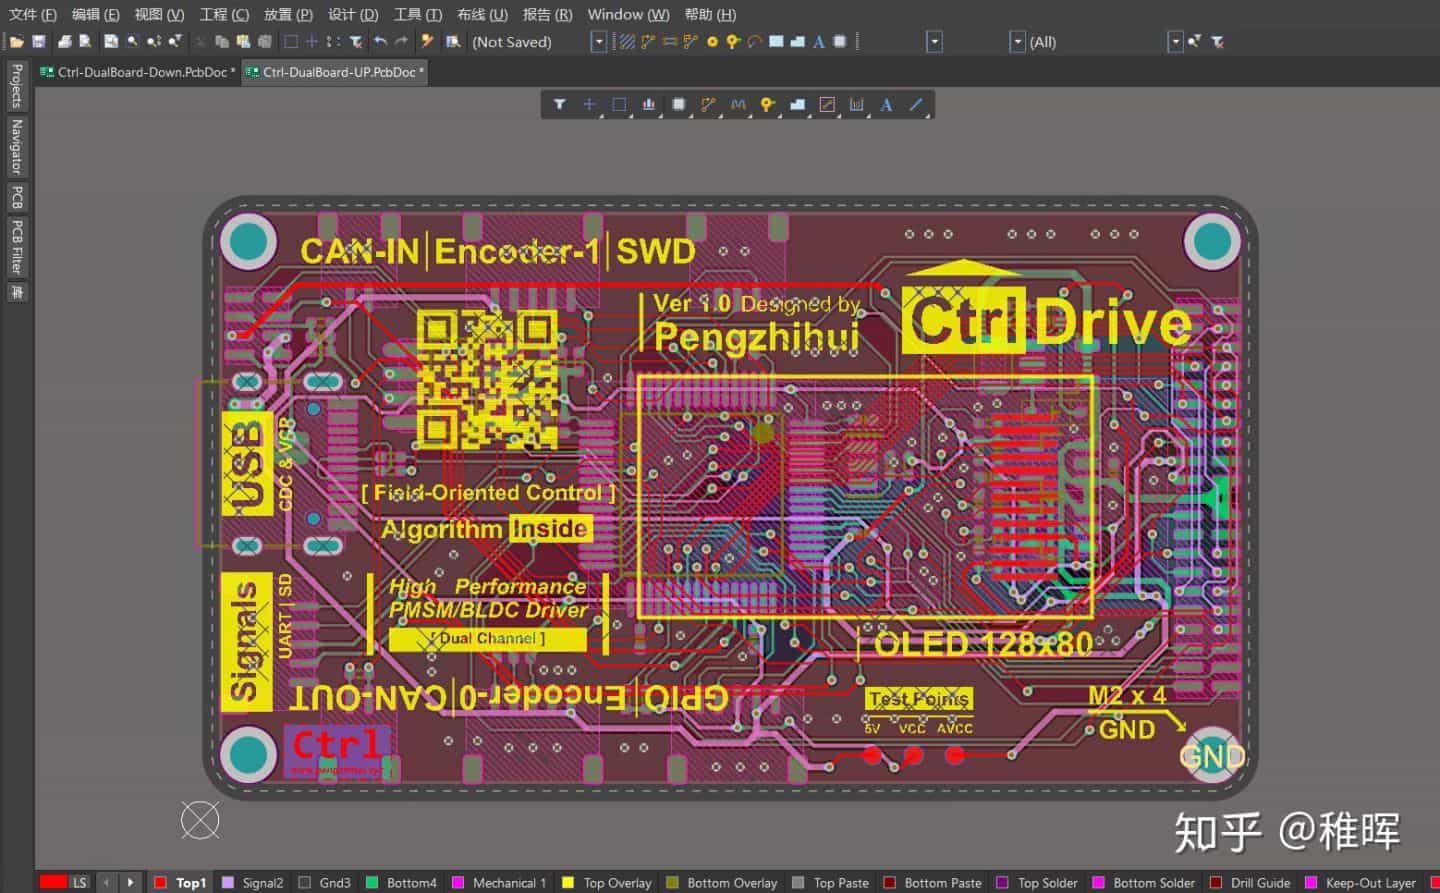 文件 (F) 编辑 (E) 视图 (V) 工程 (C) 放置 (P) 设计 (D) 工具 (T) 布线 (U) 报告 (R) Window (W) 帮助 (H)
(Not Saved) (All)
Ctrl-DualBoard-Down.PcbDoc * Ctrl-DualBoard-UP.PcbDoc *
Projects
Navigator
PCB
PCB Filter
库
CAN-IN|Encoder-1|SWD
Ver 1.0 Designed by
Pengzhihui
Ctrl Drive
USB
CDC & VCP
[ Field-Oriented Control ]
Algorithm Inside
High Performance
PMSM/BLDC Driver
[ Dual Channel ]
Signals
UART | SD
OLED 128x80
GPIO|Encoder-0|CAN-OUT
Test Points
5V VCC AVCC
M2 x 4
GND
GND
Ctrl
知乎 @稚晖
LS Top1 Signal2 Gnd3 Bottom4 Mechanical 1 Top Overlay Bottom Overlay Top Paste Bottom Paste Top Solder Bottom Solder Drill Guide Keep-Out Layer